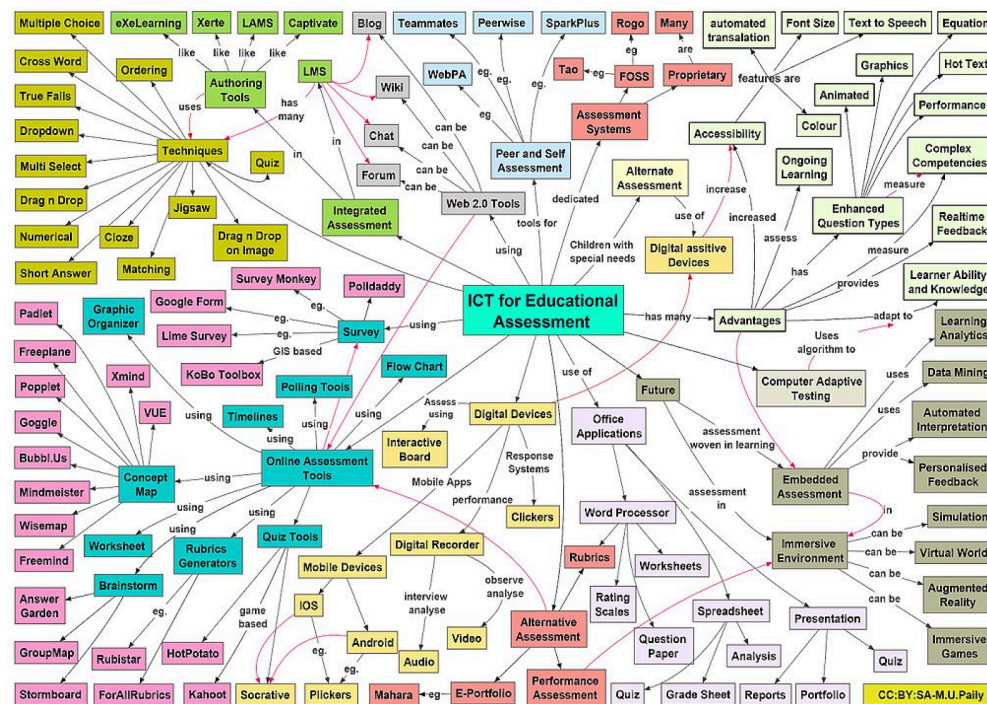 Multiple Choice
eXeLearning
Xerte
LAMS
Captivate
Blog
Teammates
Peerwise
SparkPlus
Rogo
Many
automated
transalation
Font Size
Text to Speech
Equation
Cross Word
Ordering
like
like
like
like
LMS
WebPA
eg.
eg.
eg.
eg
Tao
eg
eg
FOSS
are
Proprietary
features are
Graphics
Hot Text
True Falls
Authoring
Tools
uses
has
many
Wiki
Animated
Performance
Dropdown
Chat
can be
can be
can be
Assessment
Systems
Accessibility
Colour
Complex
Competencies
Multi Select
Techniques
Quiz
in
in
Forum
Peer and Self
Assessment
Alternate
Assessment
increase
Ongoing
Learning
measure
Drag n Drop
Jigsaw
Integrated
Assessment
Web 2.0 Tools
tools for
dedicated
use of
increased
Enhanced
Question Types
Realtime
Feedback
Numerical
Cloze
Drag n Drop
on Image
using
Children with
special needs
Digital assitive
Devices
assess
has
measure
provides
Short Answer
Matching
Survey Monkey
Polldaddy
Learner Ability
and Knowledge
Padlet
Graphic
Organizer
Google Form
eg.
Survey
using
ICT for Educational
Assessment
has many
Advantages
adapt to
Learning
Analytics
Freeplane
Lime Survey
eg.
GIS based
Uses
algorithm to
Popplet
Xmind
KoBo Toolbox
Flow Chart
use of
Future
Computer Adaptive
Testing
uses
Data Mining
Goggle
VUE
using
Timelines
Polling Tools
using
using
using
Assess
using
Digital Devices
Office
Applications
assessment
woven in learning
uses
Automated
Interpretation
Bubbl.Us
Interactive
Board
Mindmeister
Concept
Map
using
Online Assessment
Tools
Mobile Apps
Response
Systems
performance
assessment
in
Embedded
Assessment
provide
Personalised
Feedback
Wisemap
using
using
Clickers
Word Processor
in
Simulation
Freemind
Worksheet
Rubrics
Generators
Quiz Tools
Digital Recorder
Immersive
Environment
can be
can be
can be
can be
Virtual World
Brainstorm
Mobile Devices
Rubrics
Worksheets
Answer
Garden
eg.
game
based
IOS
interview
analyse
observe
analyse
Rating
Scales
Spreadsheet
Presentation
Augmented
Reality
GroupMap
Rubistar
HotPotato
Android
Audio
Video
Alternative
Assessment
Question
Paper
Analysis
Quiz
Immersive
Games
eg.
eg.
Stormboard
ForAllRubrics
Kahoot
Socrative
Plickers
Mahara
eg
E-Portfolio
Performance
Assessment
Quiz
Grade Sheet
Reports
Portfolio
CC:BY:SA-M.U.Paily